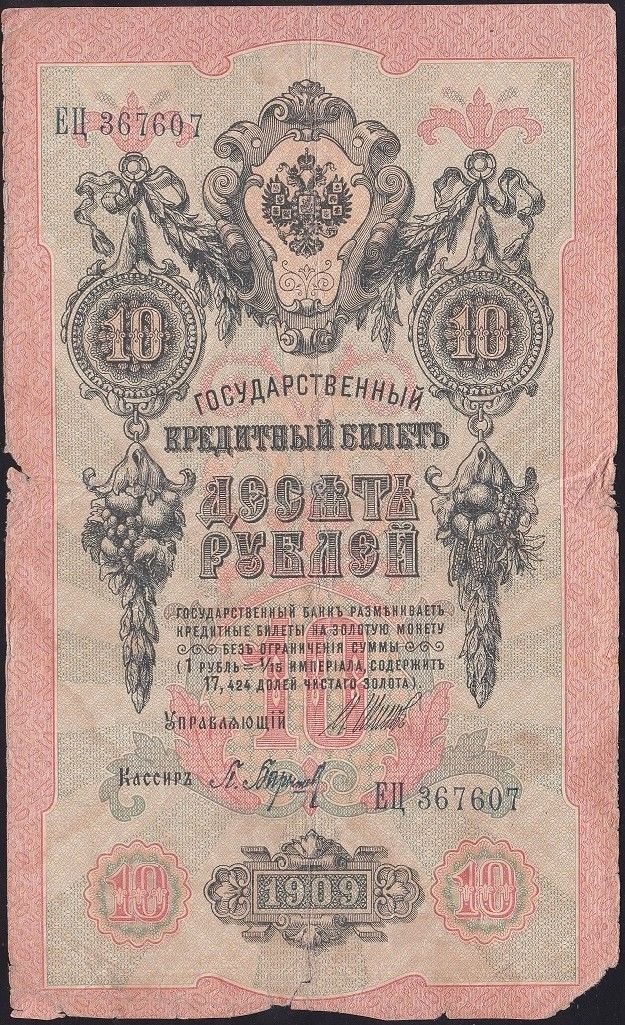 ЕЦ 367607
10 10
ГОСУДАРСТВЕННЫЙ
КРЕДИТНЫЙ БИЛЕТЪ
ДЕСЯТЬ
РУБЛЕЙ
ГОСУДАРСТВЕННЫЙ БАНКЪ РАЗМѢНИВАЕТЪ
КРЕДИТНЫЕ БИЛЕТЫ НА ЗОЛОТУЮ МОНЕТУ
БЕЗЪ ОГРАНИЧЕНІЯ СУММЫ
(1 РУБЛЬ = 1/15 ИМПЕРІАЛА, СОДЕРЖИТЪ
17,424 ДОЛЕЙ ЧИСТАГО ЗОЛОТА).
10
УПРАВЛЯЮЩІЙ И Шипов
КАССИРЪ
ЕЦ 367607
10 1909 10